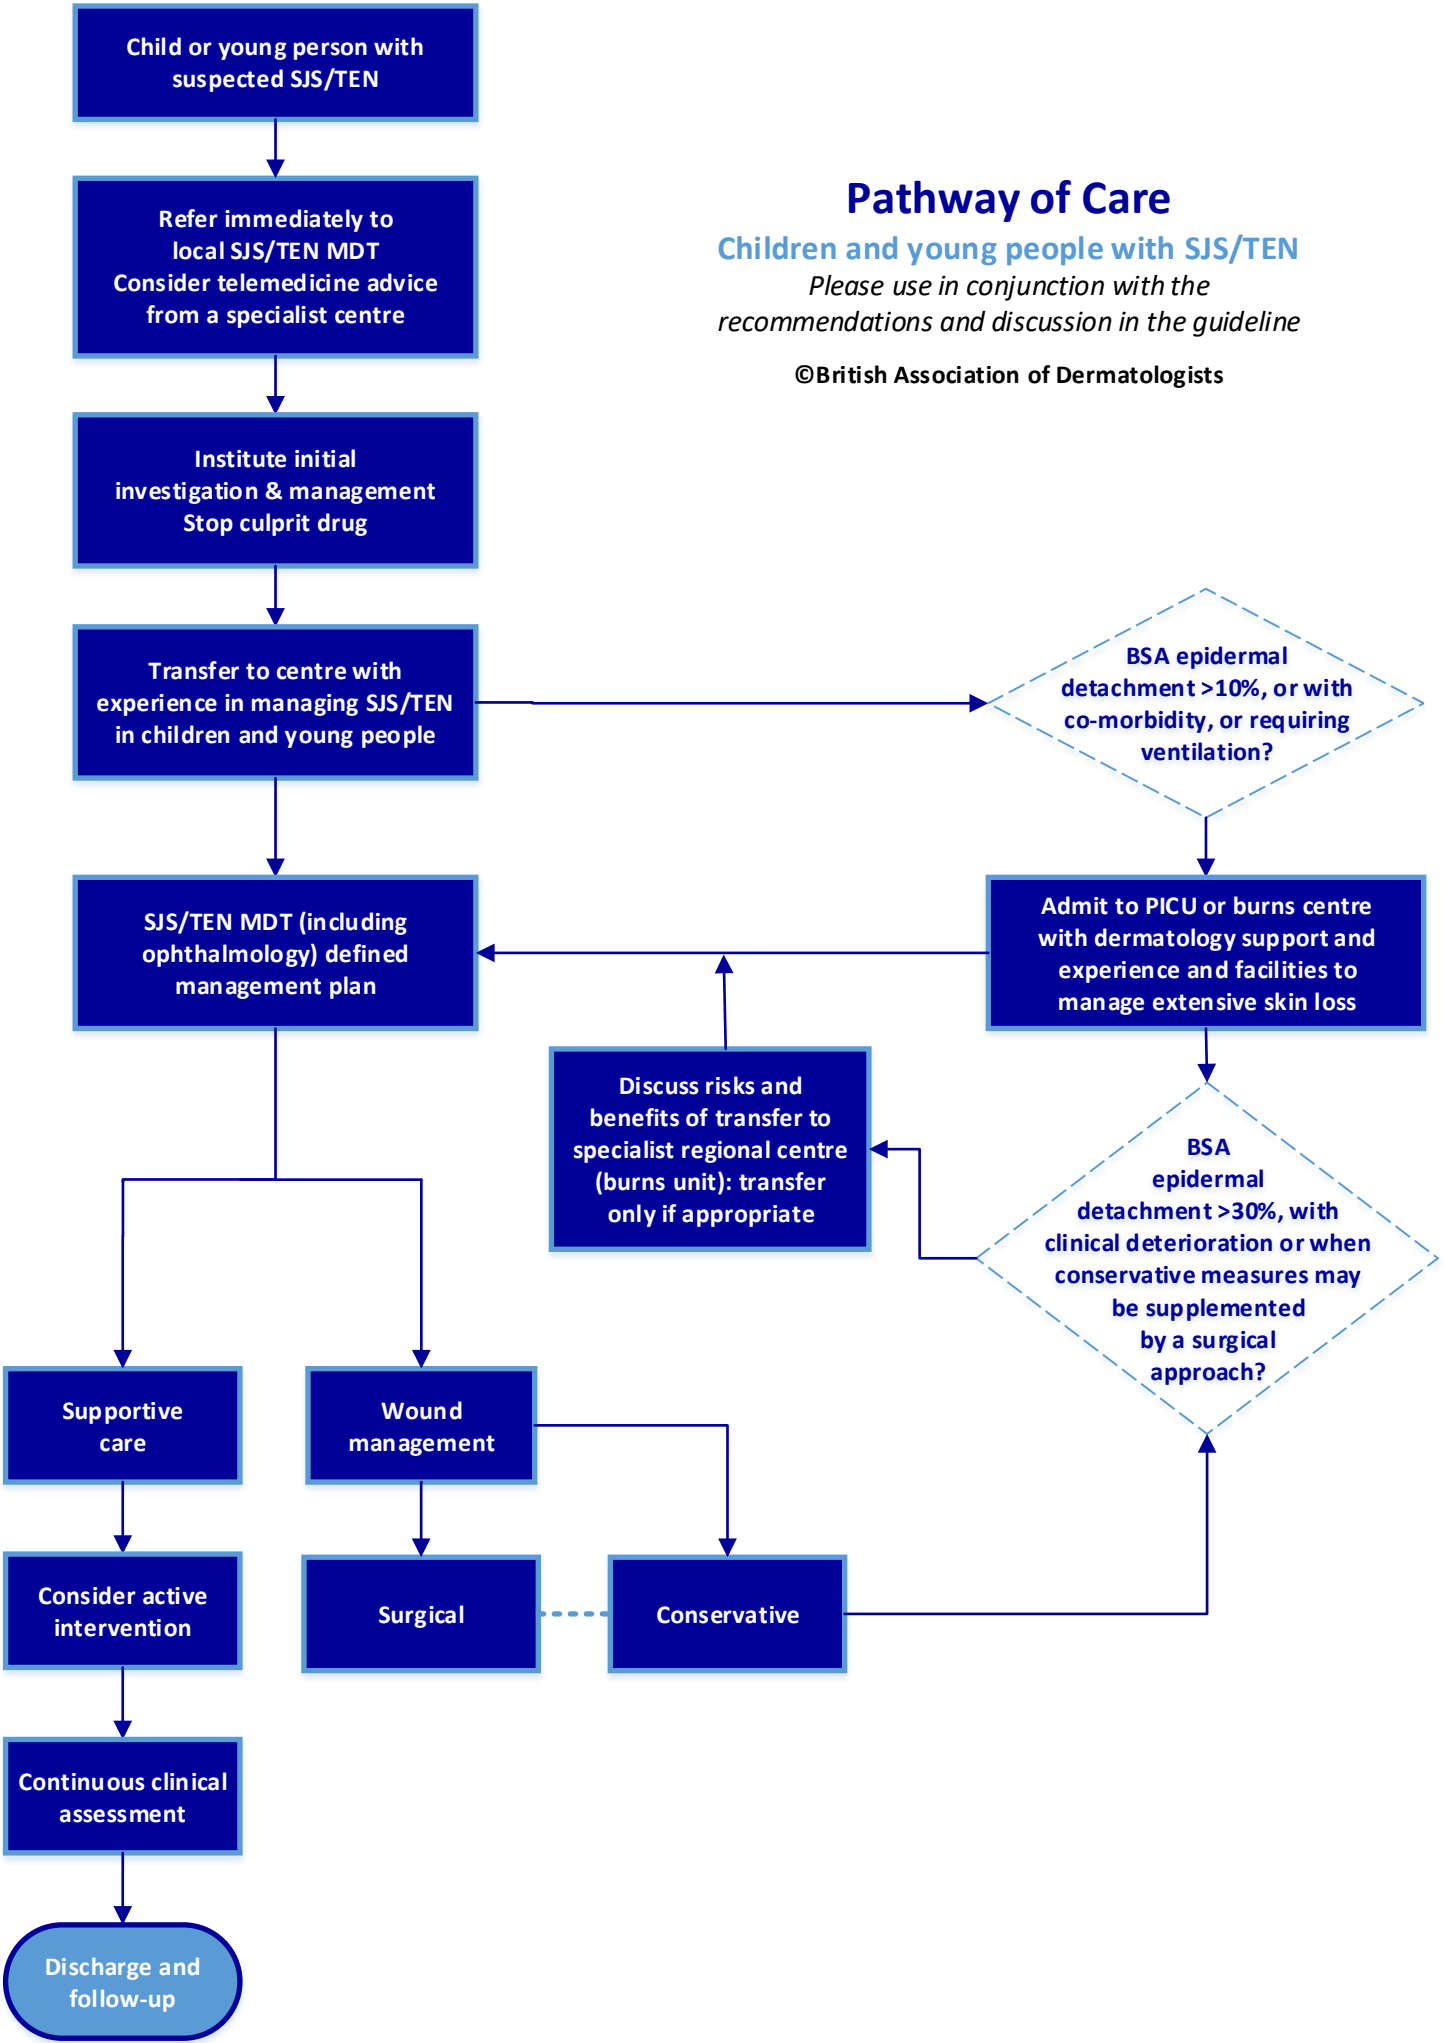 Child or young person with
suspected SJS/TEN
Refer immediately to
local SJS/TEN MDT
Consider telemedicine advice
from a specialist centre
Pathway of Care
Children and young people with SJS/TEN
Please use in conjunction with the
recommendations and discussion in the guideline
©British Association of Dermatologists
Institute initial
investigation & management
Stop culprit drug
Transfer to centre with
experience in managing SJS/TEN
in children and young people
BSA epidermal
detachment >10%, or with
co-morbidity, or requiring
ventilation?
SJS/TEN MDT (including
ophthalmology) defined
management plan
Admit to PICU or burns centre
with dermatology support and
experience and facilities to
manage extensive skin loss
Discuss risks and
benefits of transfer to
specialist regional centre
(burns unit): transfer
only if appropriate
BSA
epidermal
detachment >30%, with
clinical deterioration or when
conservative measures may
be supplemented
by a surgical
approach?
Supportive
care
Wound
management
Consider active
intervention
Surgical
Conservative
Continuous clinical
assessment
Discharge and
follow-up